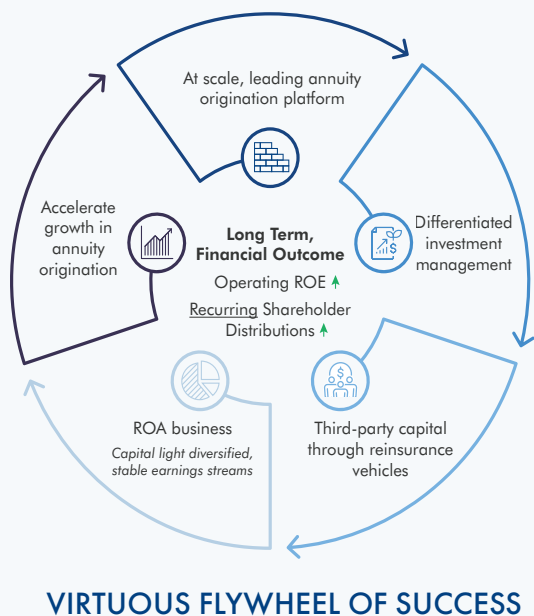 At scale, leading annuity
origination platform
Differentiated
investment
management
Third-party capital
through reinsurance
vehicles
ROA business
Capital light diversified,
stable earnings streams
Accelerate
growth in
annuity
origination
Long Term,
Financial Outcome
Operating ROE
Recurring Shareholder
Distributions
$
$
VIRTUOUS FLYWHEEL OF SUCCESS